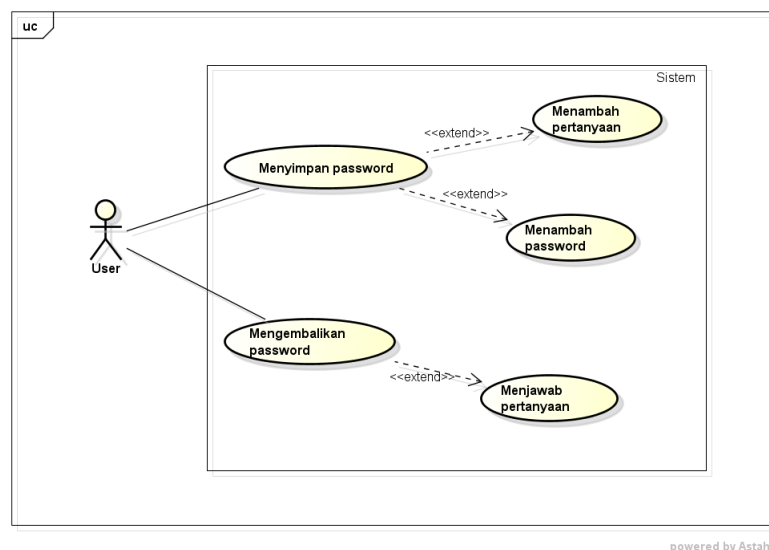 uc
Sistem
Menambah
pertanyaan
<<extend>>
Menyimpan password
<<extend>>
Menambah
password
User
Mengembalikan
password
<<extend>>
Menjawab
pertanyaan
powered by Astah